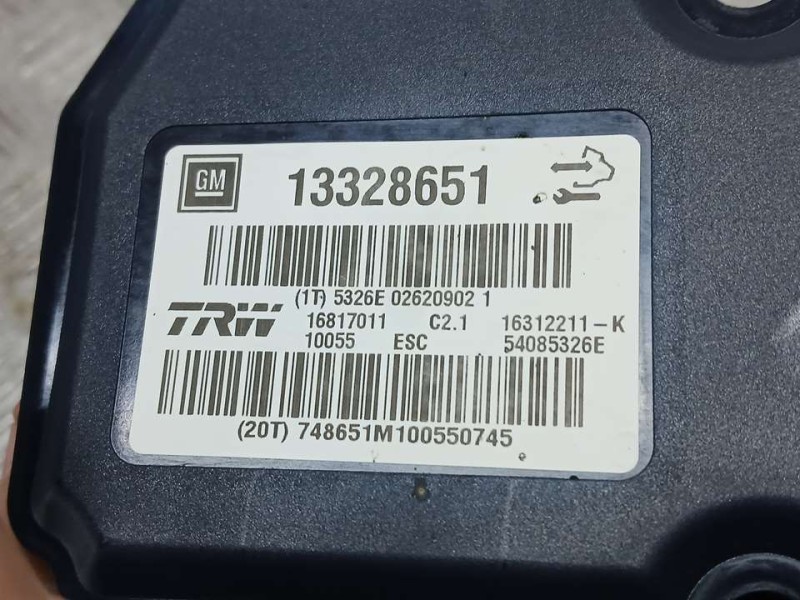 GM 13328651
(1T) 5326E 02620902 1
TRW 16817011 C2.1 16312211-K
10055 ESC 54085326E
(20T) 748651M100550745